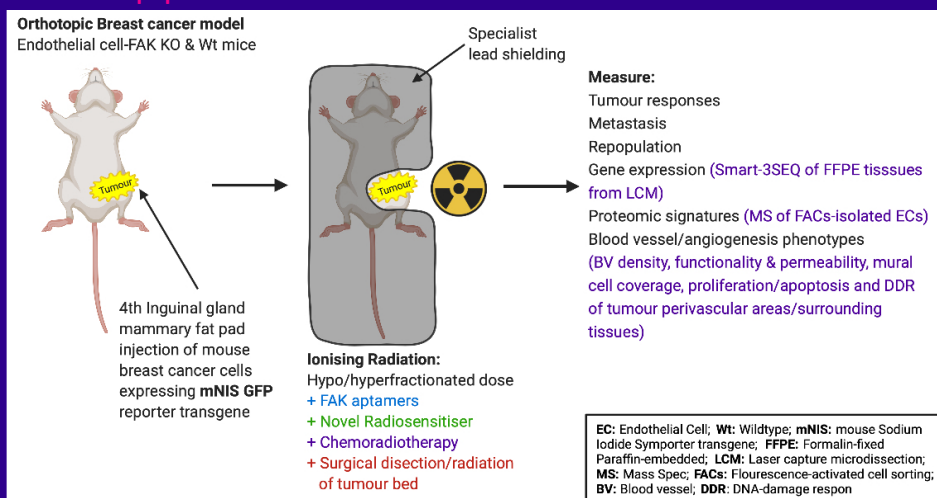 Orthotopic Breast cancer model
Endothelial cell-FAK KO & Wt mice
Tumour
4th Inguinal gland
mammary fat pad
injection of mouse
breast cancer cells
expressing mNIS GFP
reporter transgene
Specialist
lead shielding
Tumour
Ionising Radiation:
Hypo/hyperfractionated dose
+ FAK aptamers
+ Novel Radiosensitiser
+ Chemoradiotherapy
+ Surgical disection/radiation
of tumour bed
Measure:
Tumour responses
Metastasis
Repopulation
Gene expression (Smart-3SEQ of FFPE tisssues
from LCM)
Proteomic signatures (MS of FACs-isolated ECs)
Blood vessel/angiogenesis phenotypes
(BV density, functionality & permeability, mural
cell coverage, proliferation/apoptosis and DDR
of tumour perivascular areas/surrounding
tissues)
EC: Endothelial Cell; Wt: Wildtype; mNIS: mouse Sodium
Iodide Symporter transgene; FFPE: Formalin-fixed
Paraffin-embedded; LCM: Laser capture microdissection;
MS: Mass Spec; FACs: Flourescence-activated cell sorting;
BV: Blood vessel; DDR: DNA-damage respon